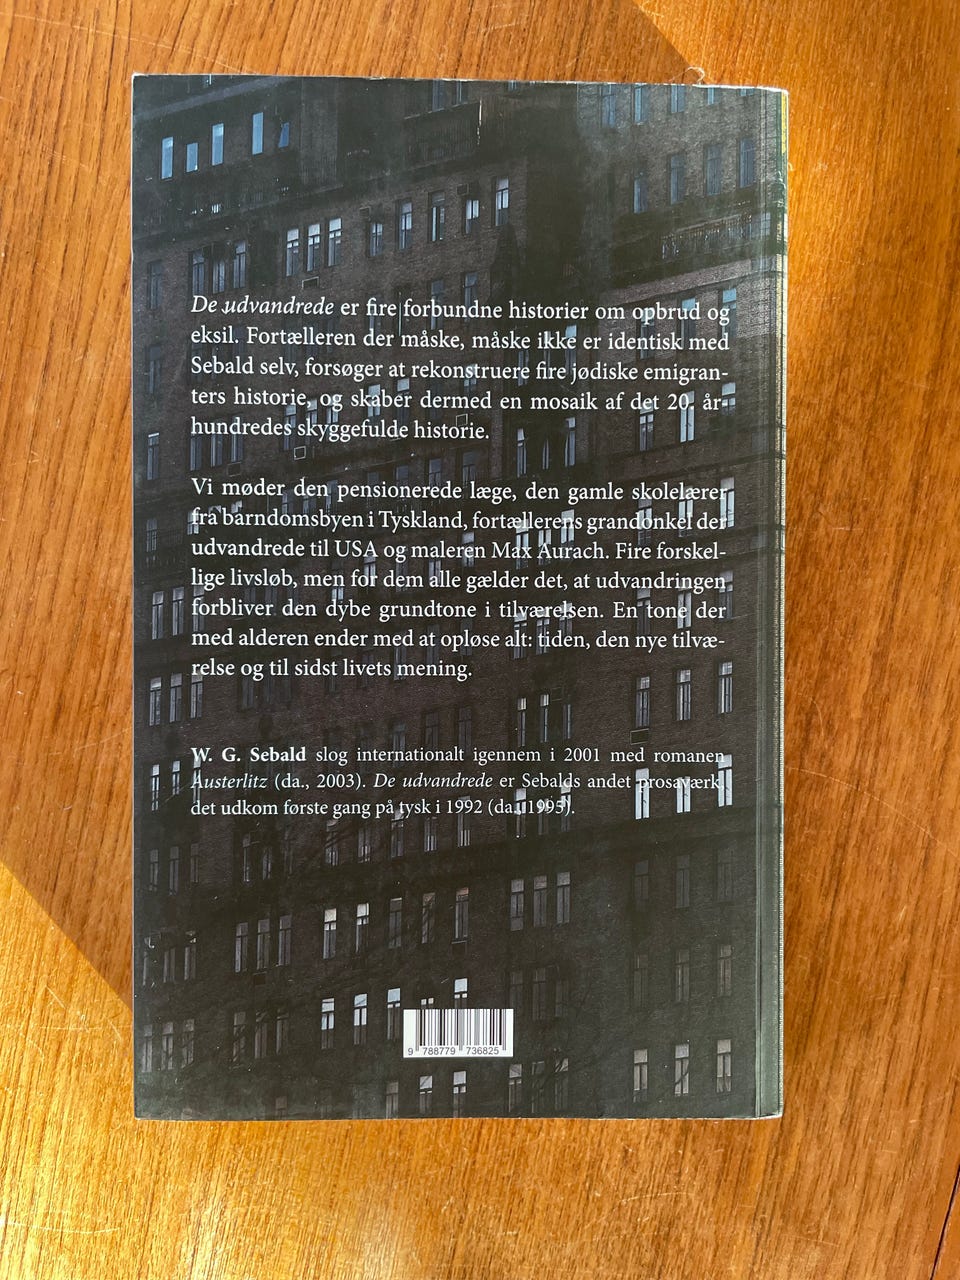 De udvandrede er fire forbundne historier om opbrud og
eksil. Fortælleren der måske, måske ikke er identisk med
Sebald selv, forsøger at rekonstruere fire jødiske emigran-
ters historie, og skaber dermed en mosaik af det 20. år-
hundredes skyggefulde historie.
Vi møder den pensionerede læge, den gamle skolelærer
fra barndomsbyen i Tyskland, fortællerens grandonkel der
udvandrede til USA og maleren Max Aurach. Fire forskel-
lige livsløb, men for dem alle gælder det, at udvandringen
forbliver den dybe grundtone i tilværelsen. En tone der
med alderen ender med at opløse alt: tiden, den nye tilvæ-
relse og til sidst livets mening.
W. G. Sebald slog internationalt igennem i 2001 med romanen
Austerlitz (da., 2003). De udvandrede er Sebalds andet prosaværk,
det udkom første gang på tysk i 1992 (da., 1995).
9 788779 736825